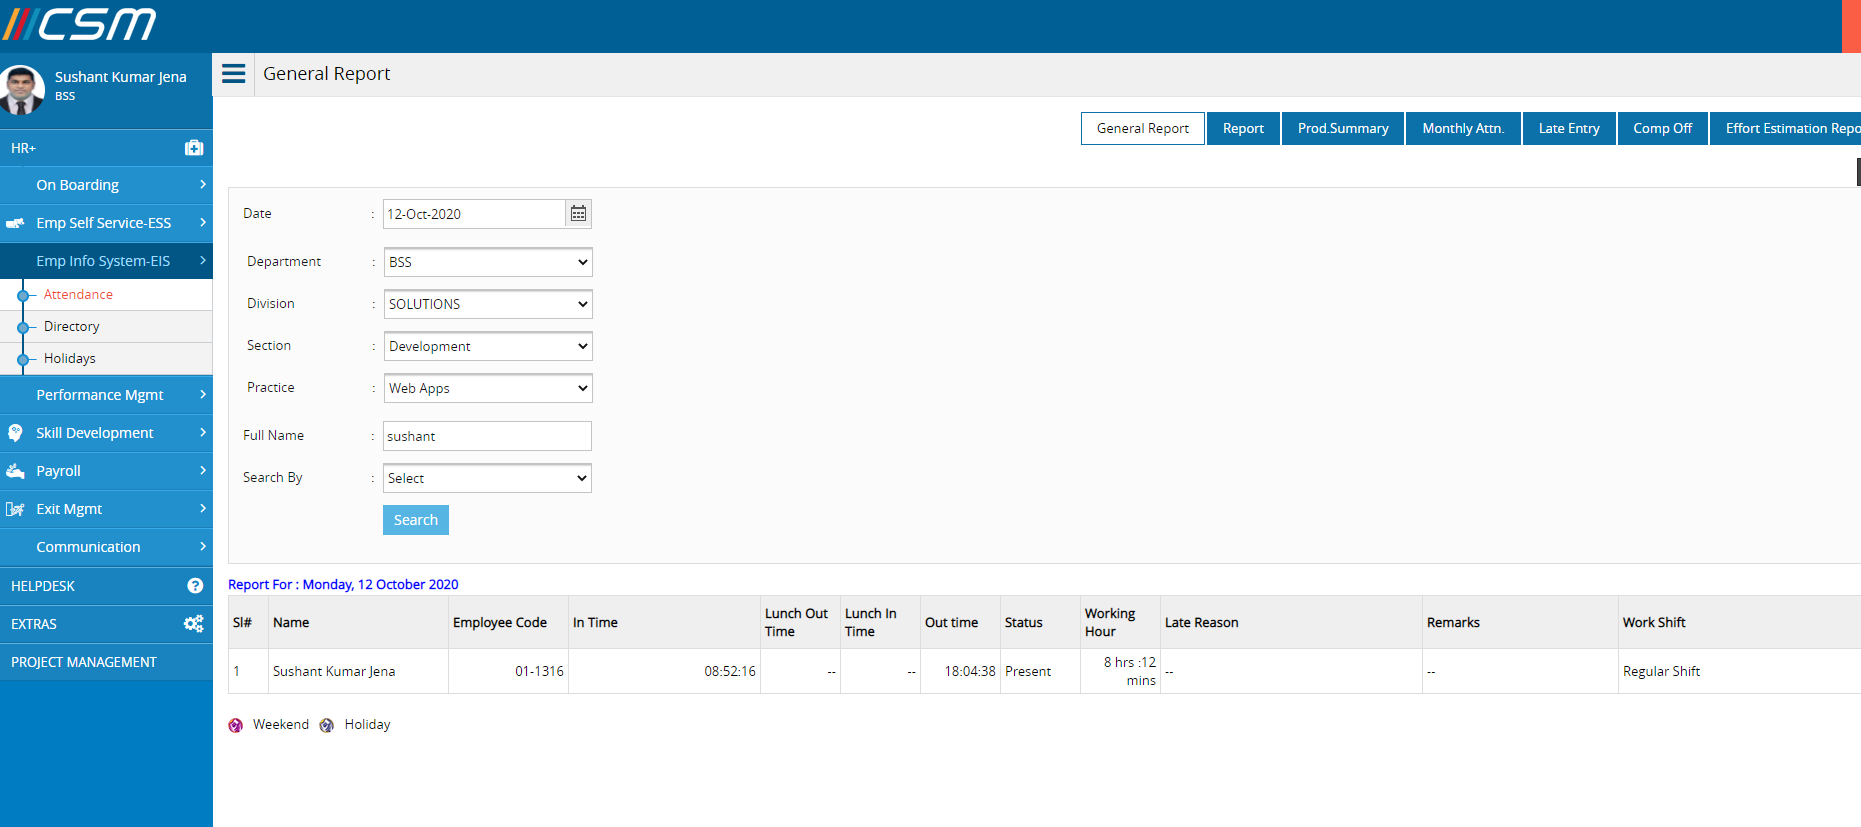 CSM
Sushant Kumar Jena
BSS
General Report
General Report Report Prod.Summary Monthly Attn. Late Entry Comp Off Effort Estimation Repo
HR+
On Boarding
Emp Self Service-ESS
Emp Info System-EIS
Attendance
Directory
Holidays
Performance Mgmt
Skill Development
Payroll
Exit Mgmt
Communication
HELPDESK
EXTRAS
PROJECT MANAGEMENT
Date : 12-Oct-2020
Department : BSS
Division : SOLUTIONS
Section : Development
Practice : Web Apps
Full Name : sushant
Search By : Select
Search
Report For : Monday, 12 October 2020
Sl# Name Employee Code In Time Lunch Out Time Lunch In Time Out time Status Working Hour Late Reason Remarks Work Shift
1 Sushant Kumar Jena 01-1316 08:52:16 -- -- 18:04:38 Present 8 hrs :12 mins -- -- Regular Shift
Weekend Holiday